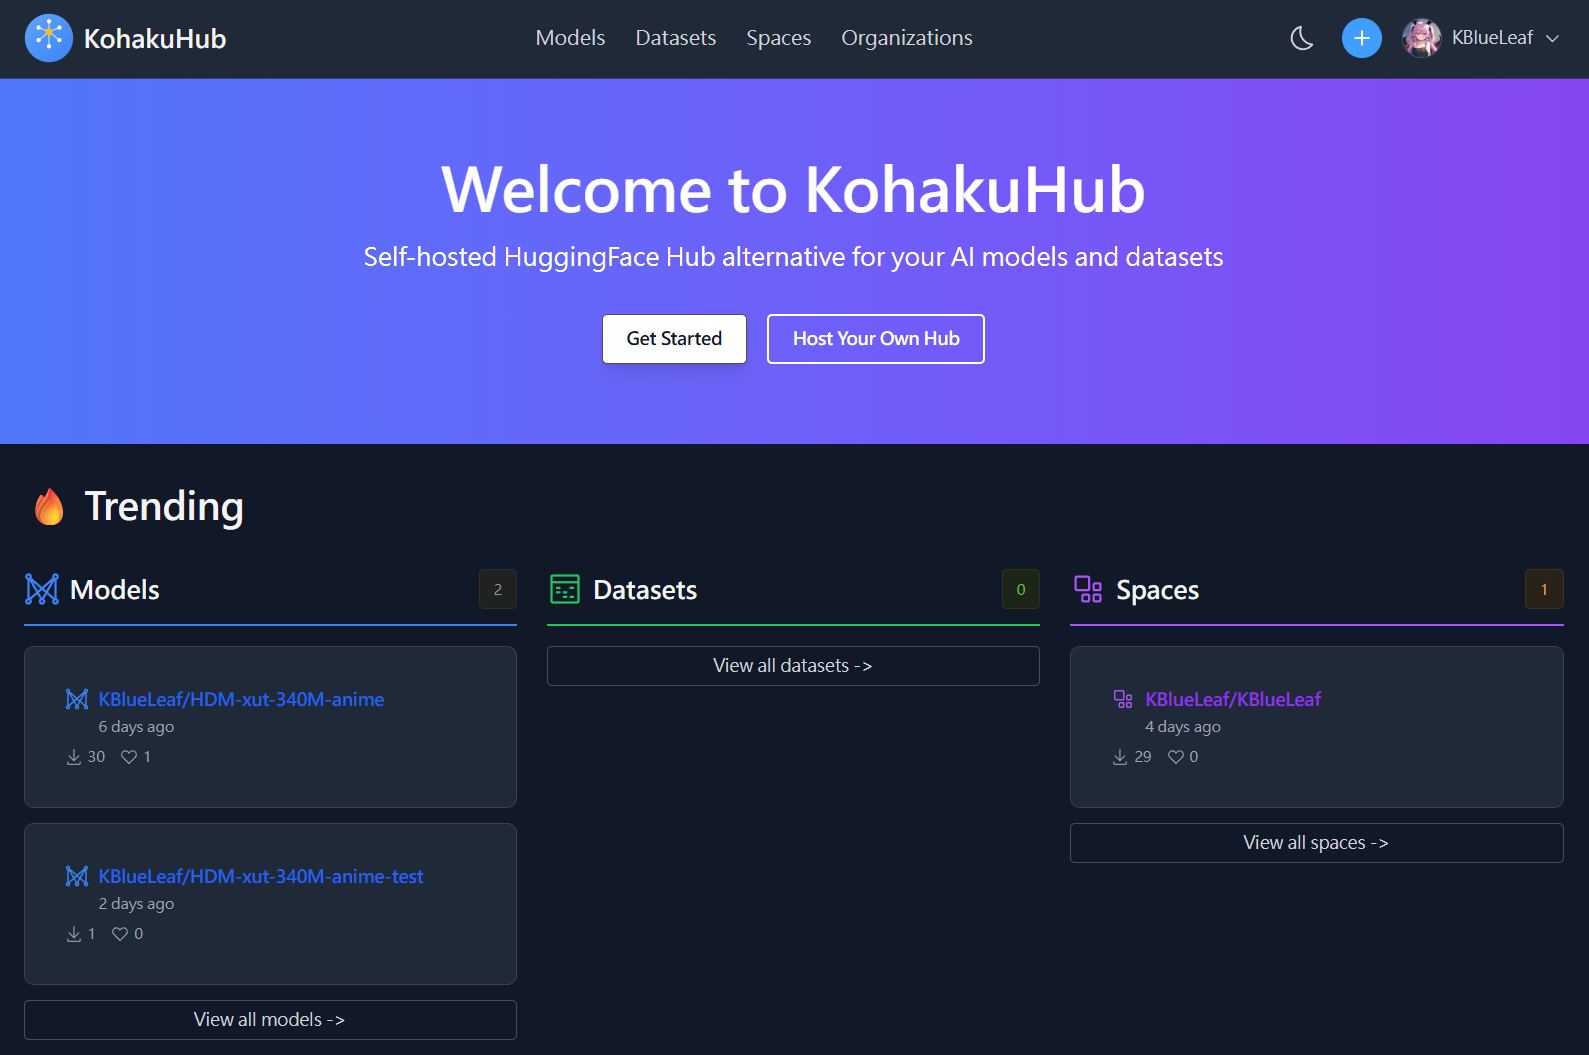 KohakuHub
Models
Datasets
Spaces
Organizations
KBlueLeaf
Welcome to KohakuHub
Self-hosted HuggingFace Hub alternative for your AI models and datasets
Get Started
Host Your Own Hub
Trending
Models
2
KBlueLeaf/HDM-xut-340M-anime
6 days ago
30
1
KBlueLeaf/HDM-xut-340M-anime-test
2 days ago
1
0
View all models ->
Datasets
0
View all datasets ->
Spaces
1
KBlueLeaf/KBlueLeaf
4 days ago
29
0
View all spaces ->